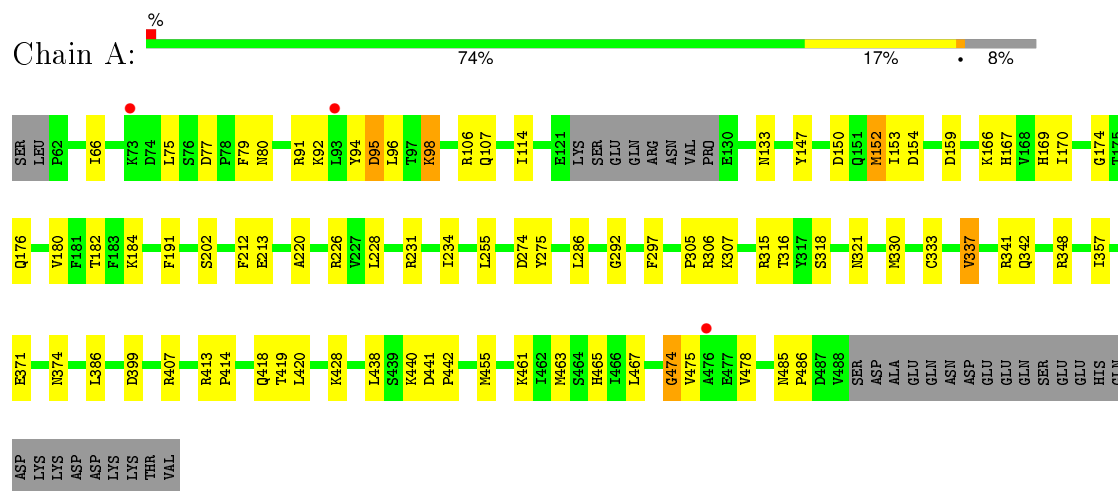 %
Chain A:
74% 17% • 8%
SER LEU P62 I66 K73 D74 L75 S76 D77 P78 F79 N80 R91 K92 L93 Y94 D95 L96 T97 K98 R106 Q107 I114 E121 LYS SER GLU GLN ARG ASN VAL PRO E130 N133 Y147 D150 Q151 M152 I153 D154 D159 K166 H167 V168 H169 I170 G174 T175
Q176 V180 F181 T182 F183 K184 F191 S202 F212 E213 A220 R226 V227 L228 R231 I234 L255 D274 Y275 L286 G292 F297 P305 R306 K307 R315 T316 Y317 S318 N321 M330 C333 V337 R341 Q342 R348 I357
E371 N374 L386 D399 R407 R413 P414 Q418 T419 L420 K428 L438 S439 K440 D441 P442 M455 K461 I462 M463 S464 H465 I466 L467 G474 V475 A476 E477 V478 N485 P486 D487 V488 SER ASP ALA GLU GLN ASN ASP GLU GLU GLN SER GLU GLU HIS GLN
ASP LYS LYS ASP ASP LYS LYS THR VAL